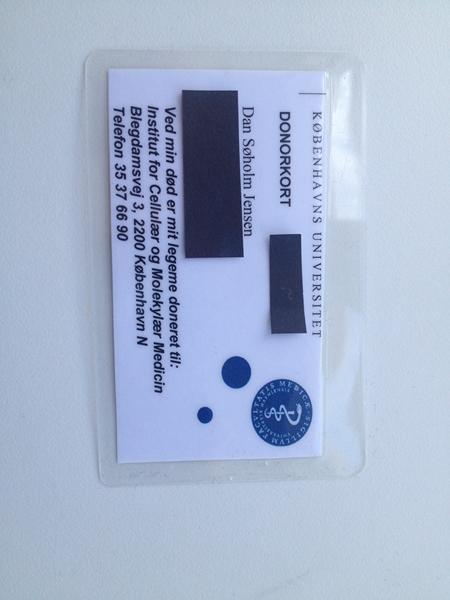 KØBENHAVNS UNIVERSITET
DONORKORT
Dan Søholm Jensen
Ved min død er mit legeme doneret til:
Institut for Cellulær og Molekylær Medicin
Blegdamsvej 3, 2200 København N
Telefon 35 37 66 90